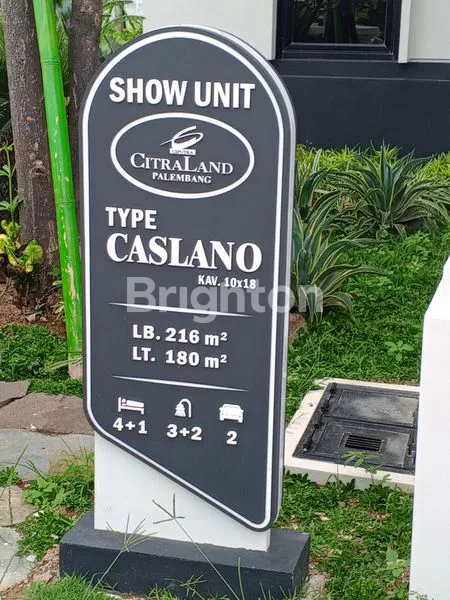 SHOW UNIT
CIPUTRA
CITRALAND
PALEMBANG
TYPE
CASLANO
KAV. 10x18
Brighton
LB. 216 m²
LT. 180 m²
4+1 3+2 2